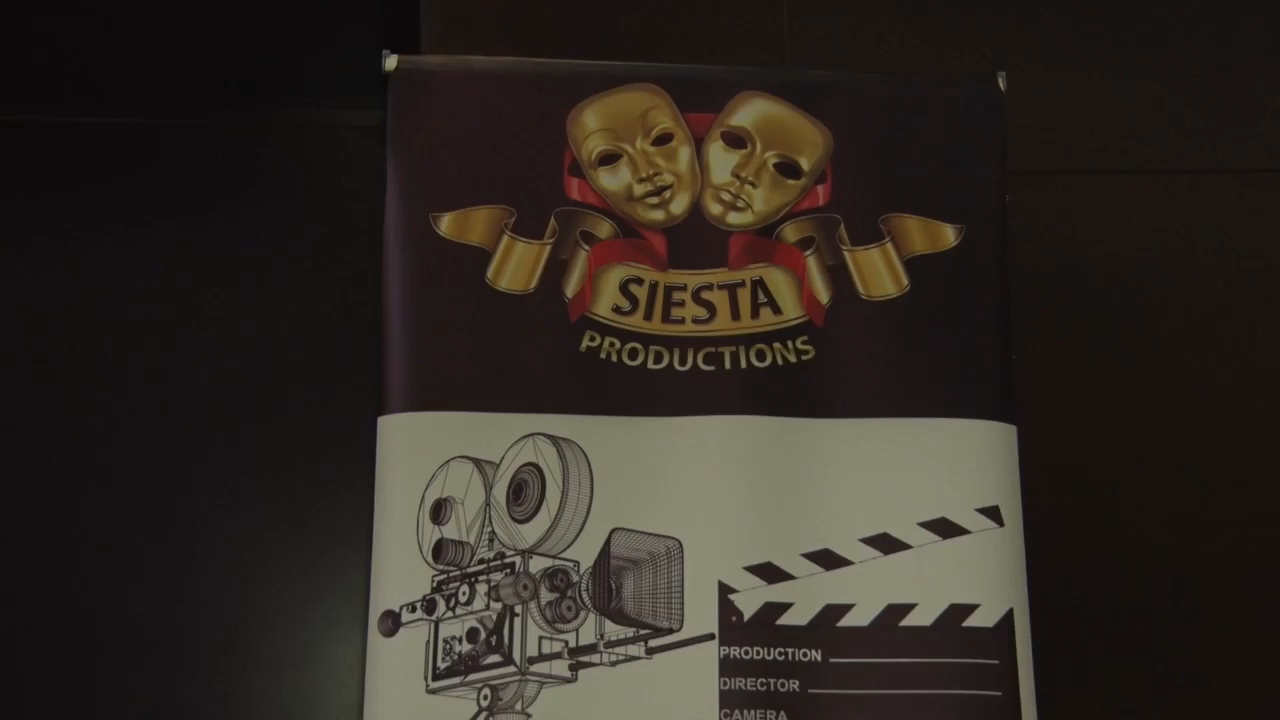 SIESTA
PRODUCTIONS
PRODUCTION
DIRECTOR
CAMERA